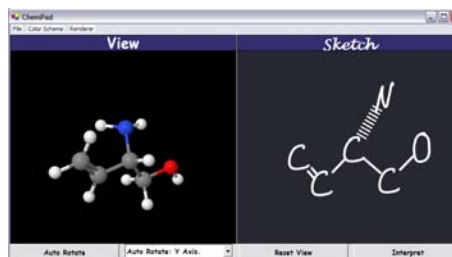 ChemPad
File Color Scheme Renderer
View
Sketch
N
C C O
C C
Auto Rotate
Auto Rotate: Y Axis.
Reset View
Interpret